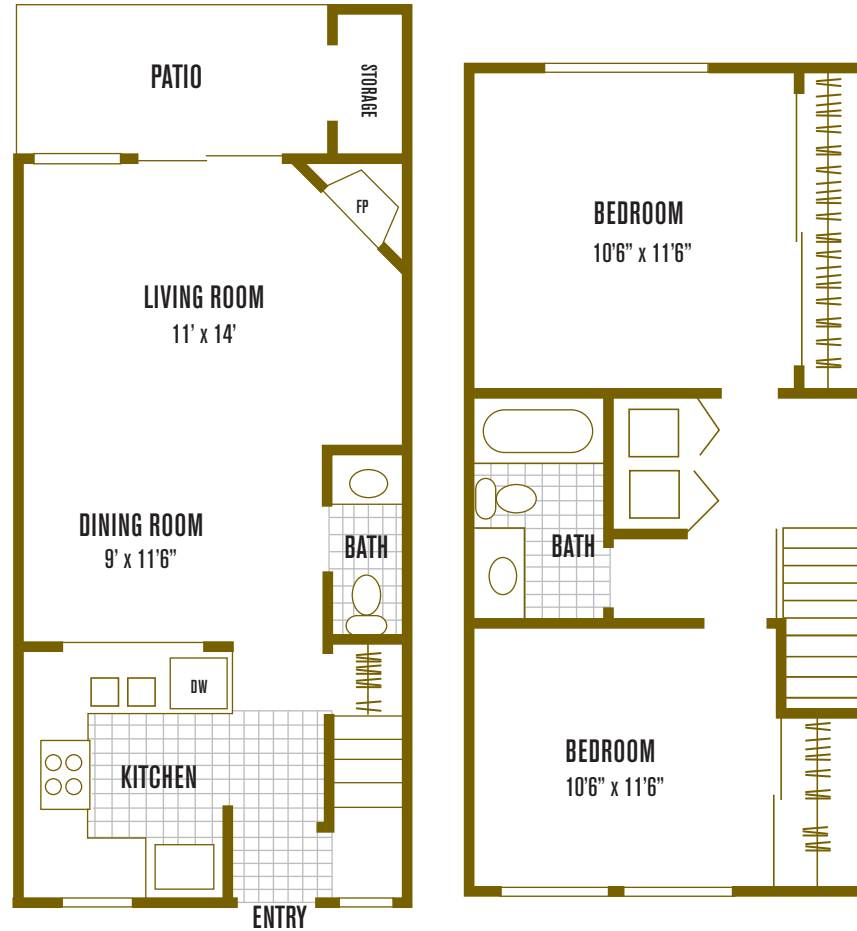 PATIO
STORAGE
FP
LIVING ROOM
11’ x 14’
DINING ROOM
9’ x 11’6”
BATH
DW
KITCHEN
ENTRY
BEDROOM
10’6” x 11’6”
BATH
BEDROOM
10’6” x 11’6”